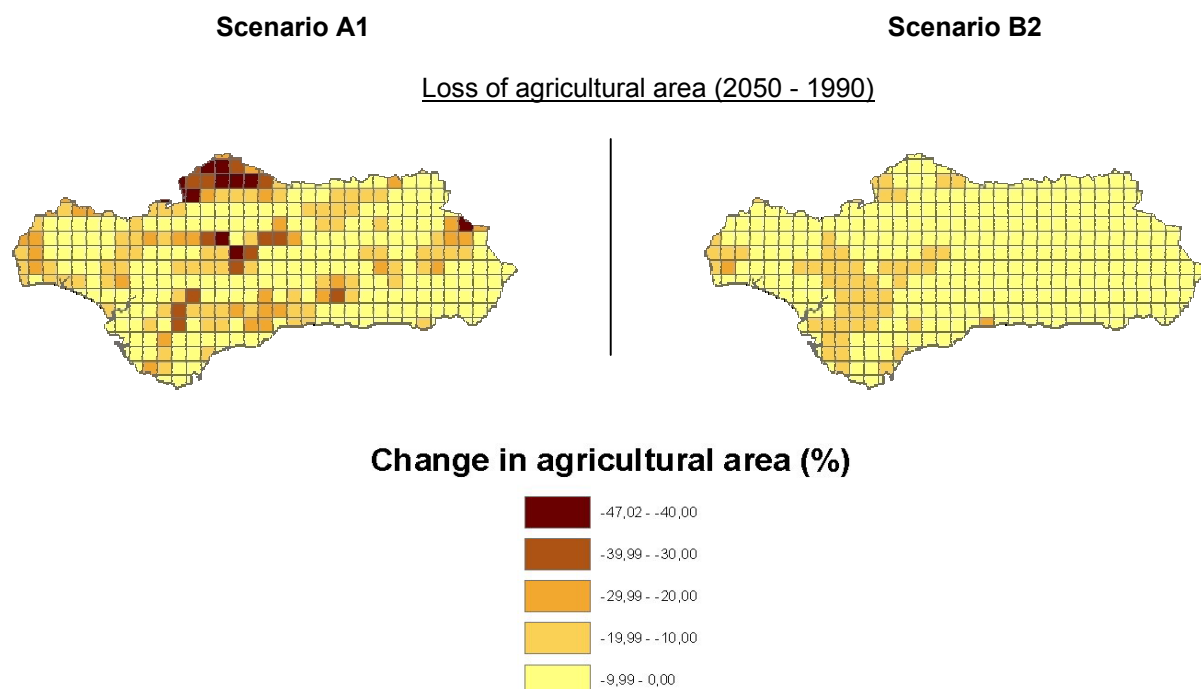 Scenario A1
Scenario B2
Loss of agricultural area (2050 - 1990)
Change in agricultural area (%)
-47,02 - -40,00
-39,99 - -30,00
-29,99 - -20,00
-19,99 - -10,00
-9,99 - 0,00